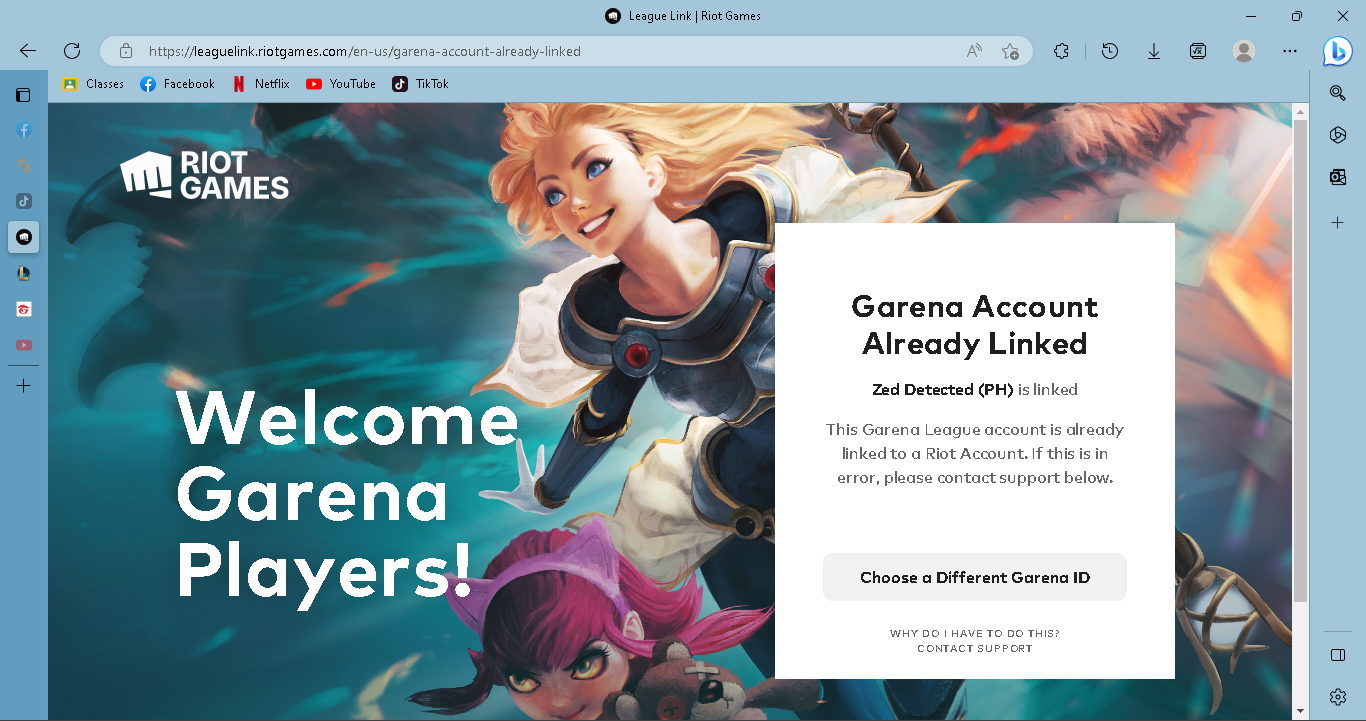 League Link | Riot Games
https://leaguelink.riotgames.com/en-us/garena-account-already-linked
Classes
Facebook
Netflix
YouTube
TikTok
RIOT
GAMES
Welcome
Garena
Players!
Garena Account
Already Linked
Zed Detected (PH) is linked
This Garena League account is already
linked to a Riot Account. If this is in
error, please contact support below.
Choose a Different Garena ID
WHY DO I HAVE TO DO THIS?
CONTACT SUPPORT